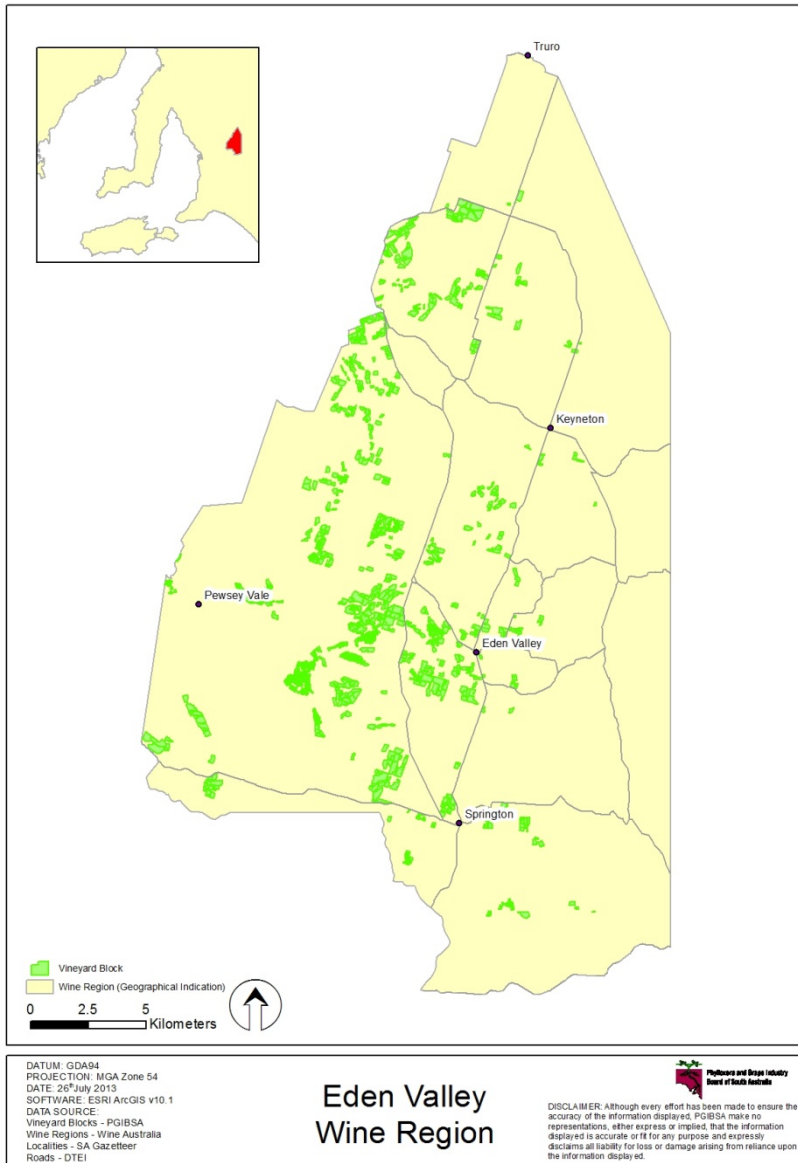 Truro
Keyneton
Pewsey Vale
Eden Valley
Springton
Vineyard Block
Wine Region (Geographical Indication)
0 2.5 5
Kilometers
DATUM: GDA94
PROJECTION: MGA Zone 54
DATE: 26th July 2013
SOFTWARE: ESRI ArcGIS v10.1
DATA SOURCE:
Vineyard Blocks - PGIBSA
Wine Regions - Wine Australia
Localities - SA Gazetteer
Roads - DTEI
Eden Valley
Wine Region
Phylloxera and Grape Industry
Board of South Australia
DISCLAIMER: Although every effort has been made to ensure the
accuracy of the information displayed, PGIBSA make no
representations, either express or implied, that the information
displayed is accurate or fit for any purpose and expressly
disclaims all liability for loss or damage arising from reliance upon
the information displayed.